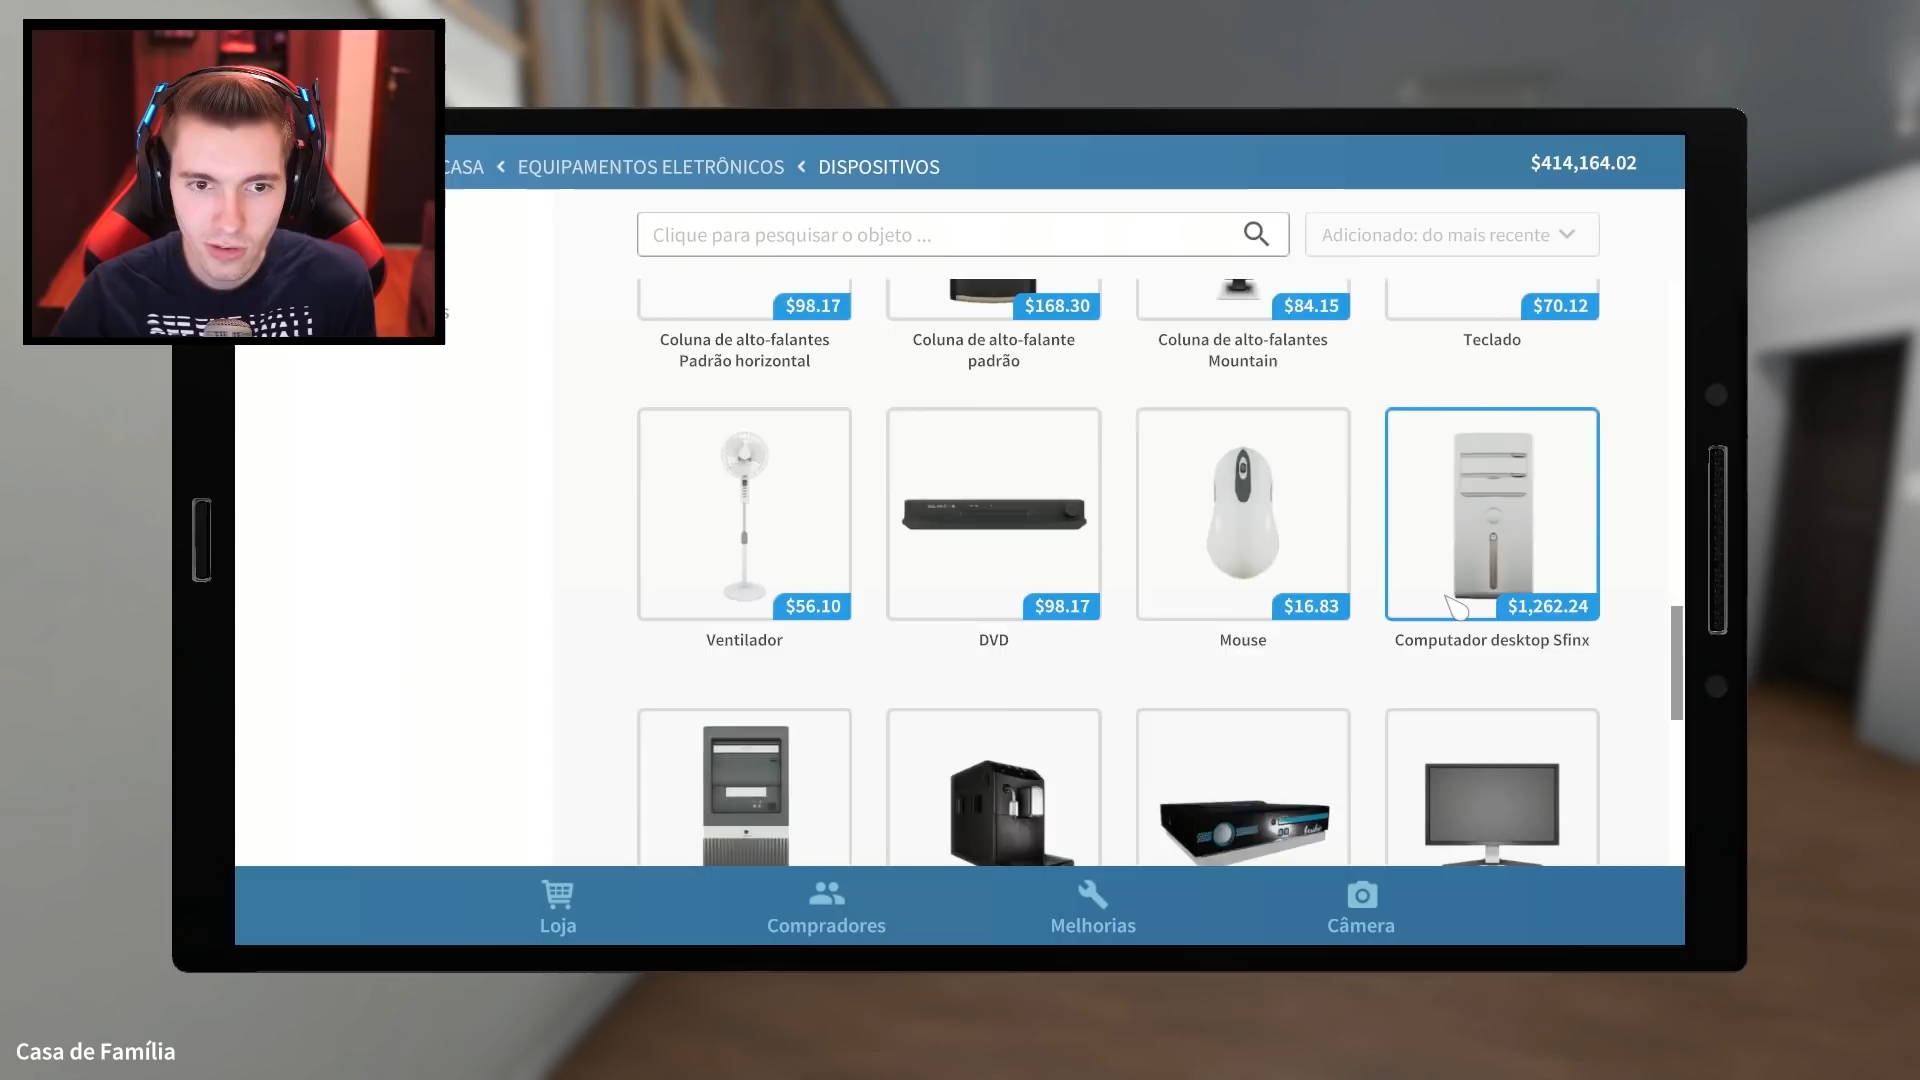 CASA < EQUIPAMENTOS ELETRÔNICOS < DISPOSITIVOS
$414,164.02
Clique para pesquisar o objeto ...
Adicionado: do mais recente
$98.17
$168.30
$84.15
$70.12
Coluna de alto-falantes
Padrão horizontal
Coluna de alto-falante
padrão
Coluna de alto-falantes
Mountain
Teclado
$56.10
$98.17
$16.83
$1,262.24
Ventilador
DVD
Mouse
Computador desktop Sfinx
Loja
Compradores
Melhorias
Câmera
Casa de Família